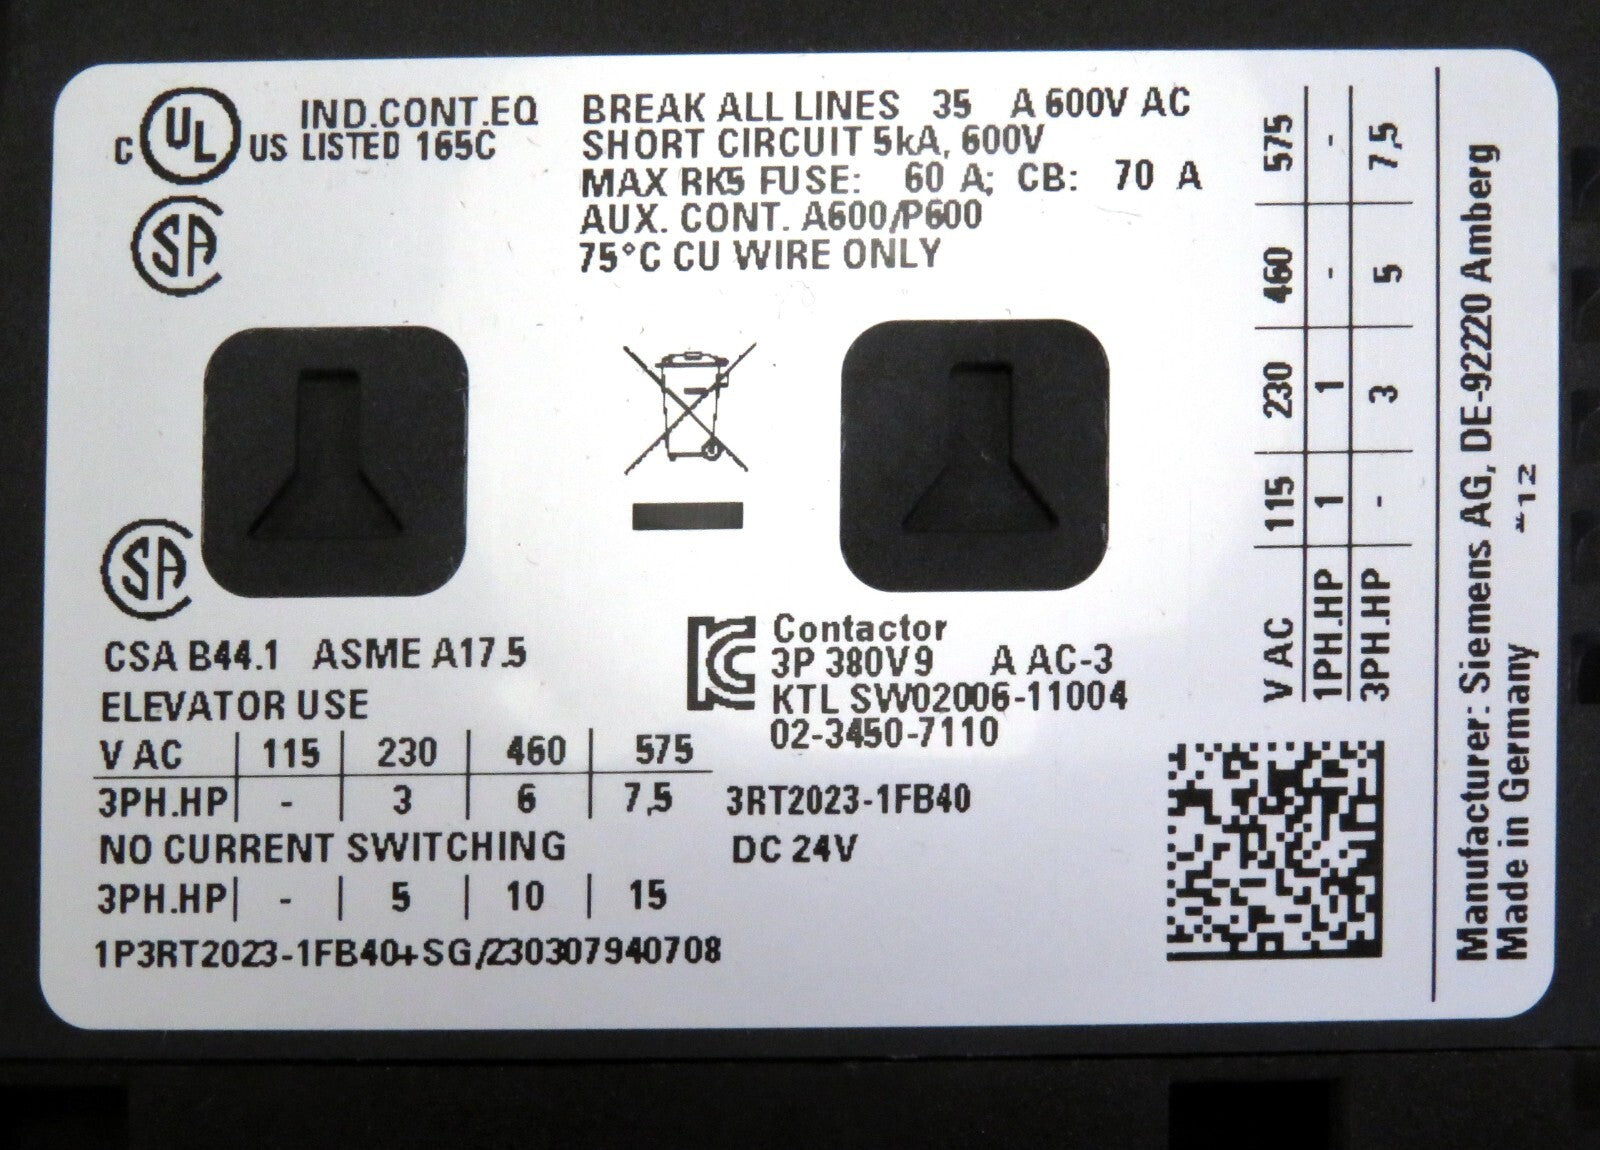 C UL US
IND.CONT.EQ
LISTED 165C
BREAK ALL LINES 35 A 600V AC
SHORT CIRCUIT 5kA, 600V
MAX RK5 FUSE: 60 A; CB: 70 A
AUX. CONT. A600/P600
75°C CU WIRE ONLY
SA
SA
CSA B44.1 ASME A17.5
ELEVATOR USE
V AC | 115 | 230 | 460 | 575
3PH.HP | - | 3 | 6 | 7,5
NO CURRENT SWITCHING
3PH.HP | - | 5 | 10 | 15
1P3RT2023-1FB40+SG/230307940708
Contactor
3P 380V 9 A AC-3
KTL SW02006-11004
02-3450-7110
3RT2023-1FB40
DC 24V
V AC | 115 | 230 | 460 | 575
1PH.HP | 1 | 1 | - | -
3PH.HP | - | 3 | 5 | 7,5
Manufacturer: Siemens AG, DE-92220 Amberg
Made in Germany